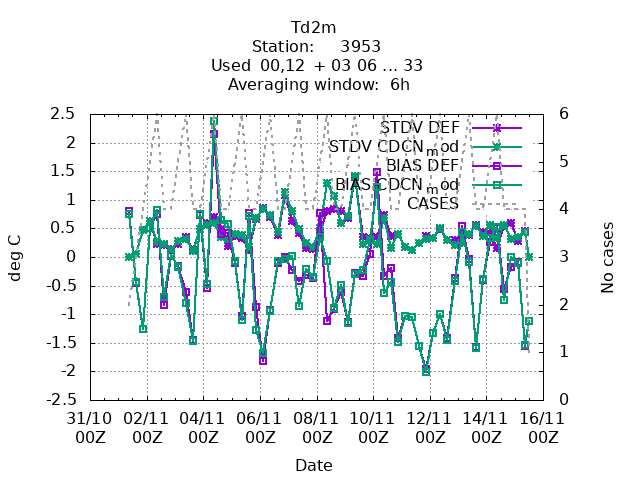 Td2m
Station: 3953
Used 00,12 + 03 06 ... 33
Averaging window: 6h
2.5
2
1.5
1
0.5
0
-0.5
-1
-1.5
-2
-2.5
deg C
STDV DEF
STDV CDCN_mod
BIAS DEF
BIAS CDCN_mod
CASES
6
5
4
3
2
1
0
No cases
31/10 02/11 04/11 06/11 08/11 10/11 12/11 14/11 16/11
00Z 00Z 00Z 00Z 00Z 00Z 00Z 00Z 00Z
Date